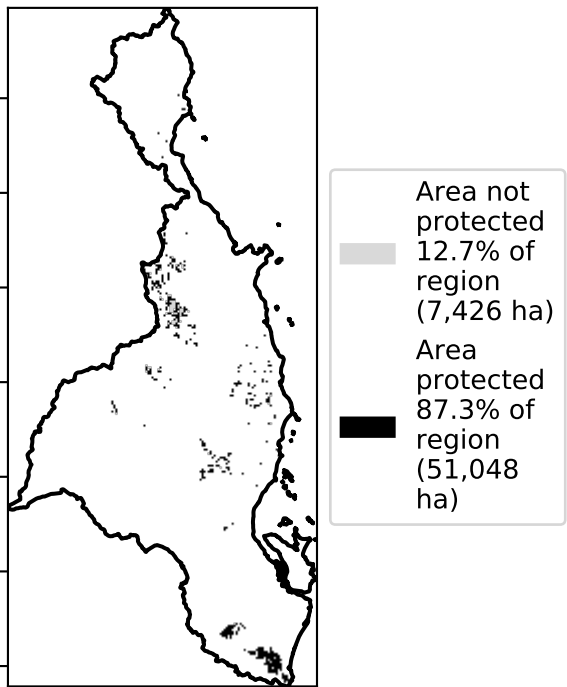 Area not
protected
12.7% of
region
(7,426 ha)
Area
protected
87.3% of
region
(51,048
ha)